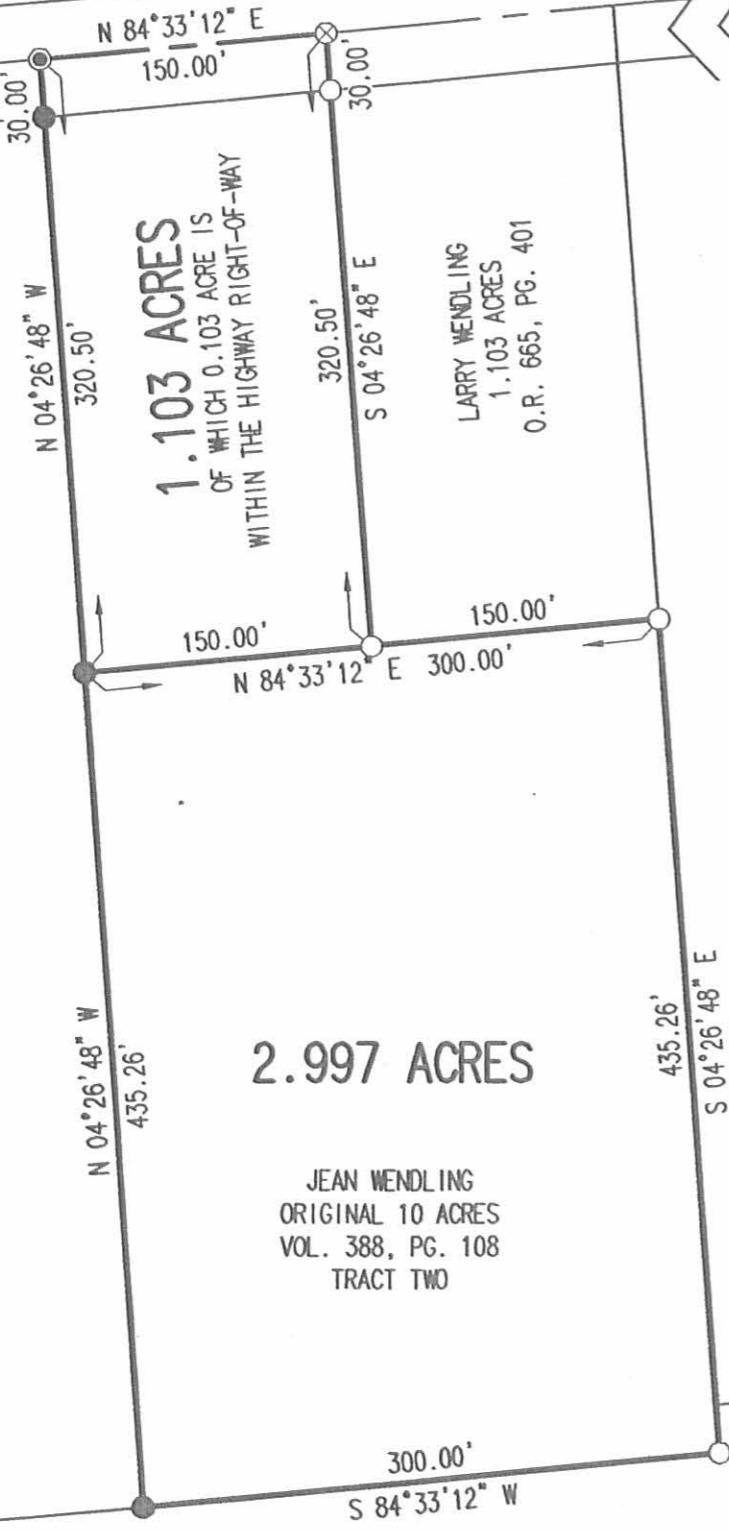 N 84°33'12" E
150.00'
30.00'
30.00'
N 04°26'48" W
320.50'
1.103 ACRES
OF WHICH 0.103 ACRE IS
WITHIN THE HIGHWAY RIGHT-OF-WAY
320.50'
S 04°26'48" E
LARRY WENDLING
1.103 ACRES
O.R. 665, PG. 401
150.00'
150.00'
N 84°33'12" E 300.00'
N 04°26'48" W
435.26'
2.997 ACRES
435.26'
S 04°26'48" E
JEAN WENDLING
ORIGINAL 10 ACRES
VOL. 388, PG. 108
TRACT TWO
300.00'
S 84°33'12" W